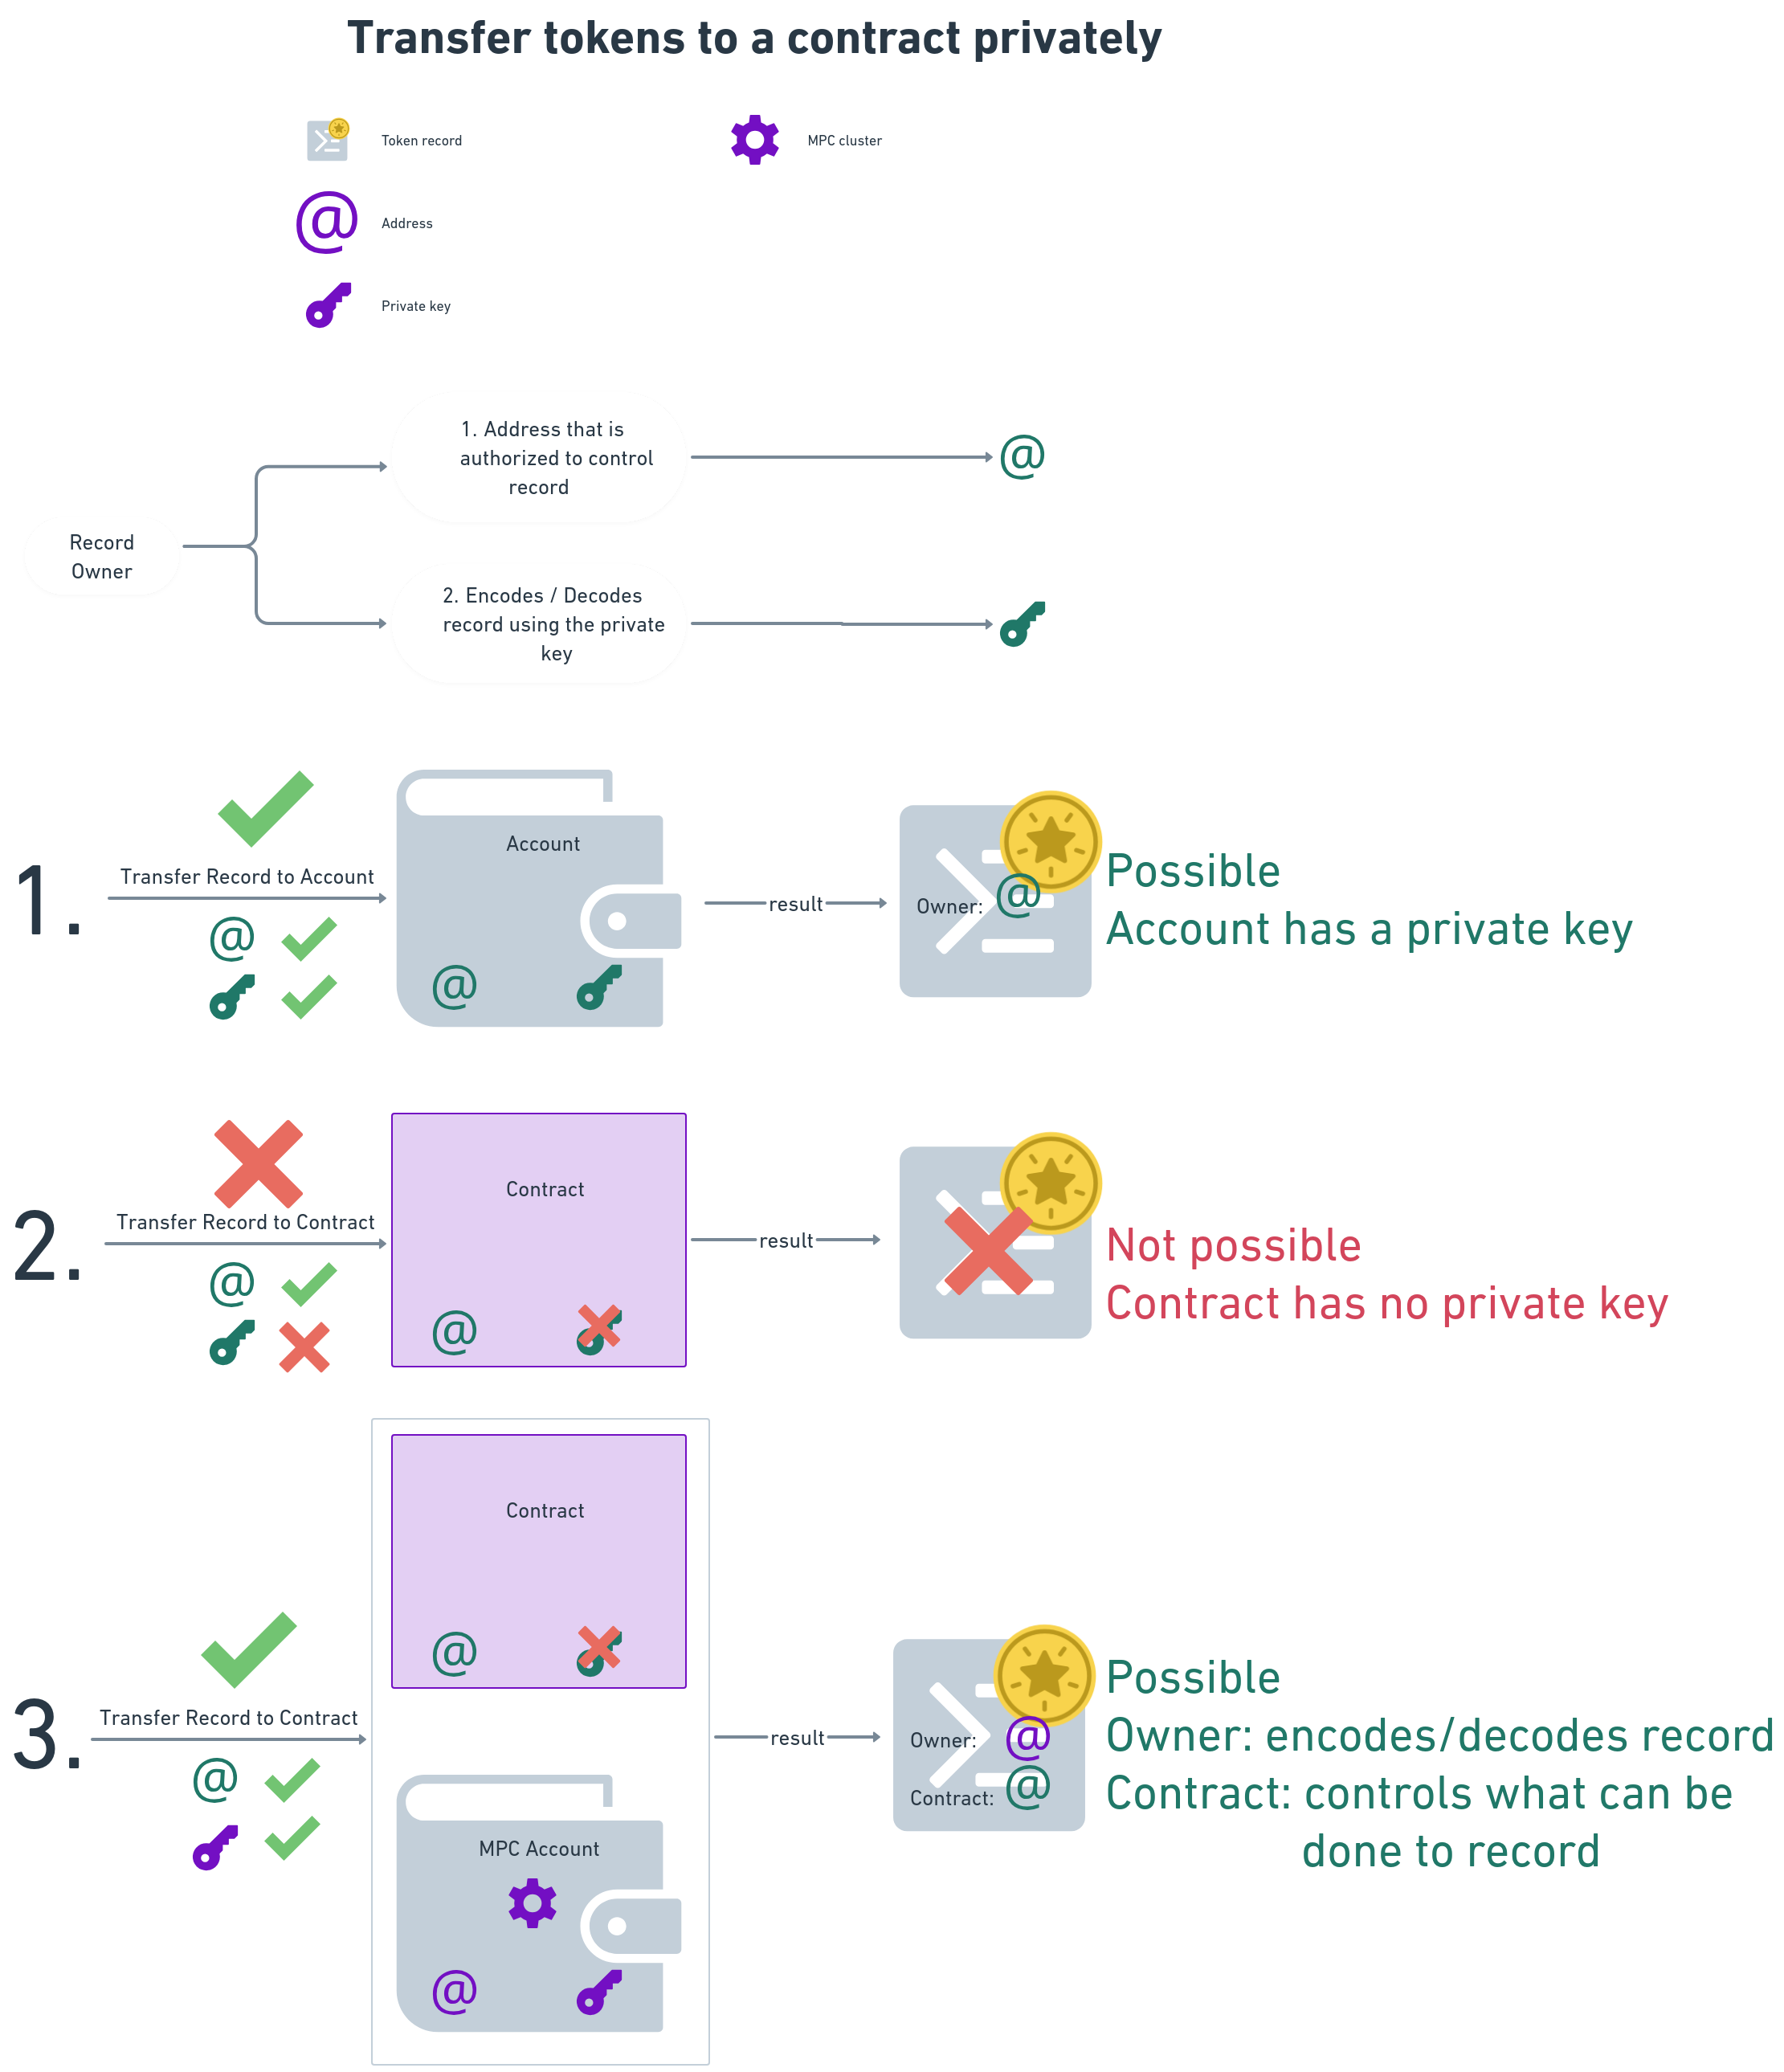 Transfer tokens to a contract privately
Token record
MPC cluster
@
Address
Private key
1. Address that is
authorized to control
record
@
Record
Owner
2. Encodes / Decodes
record using the private
key
1.
Transfer Record to Account
@
Account
@
result
Owner: @
Possible
Account has a private key
2.
Transfer Record to Contract
@
Contract
@
result
Not possible
Contract has no private key
3.
Transfer Record to Contract
@
Contract
@
MPC Account
@
result
Owner: @
Contract: @
Possible
Owner: encodes/decodes record
Contract: controls what can be
done to record